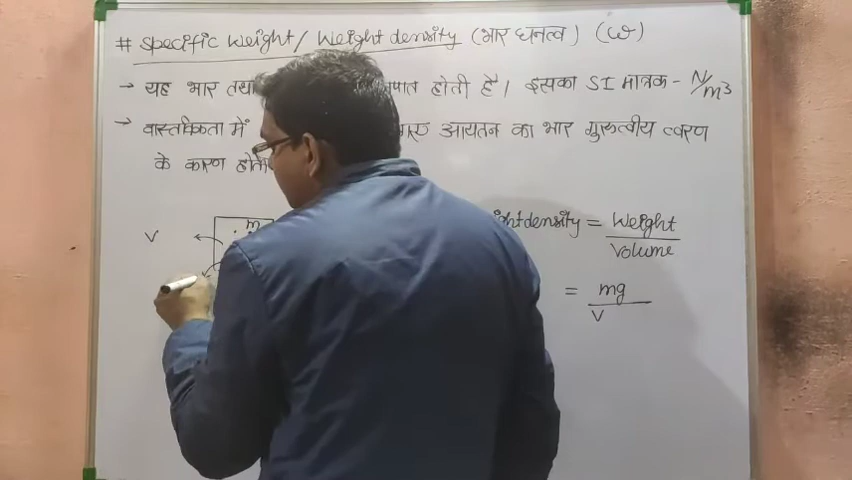 # Specific Weight / Weight density (भार घनत्व) (ω)
→ यह भार तथा होती है। इसका SI मात्रक - N/m³
→ वास्तविकता में आयतन का भार गुरुत्वीय त्वरण
के कारण
V m
density = Weight / Volume
= mg / V